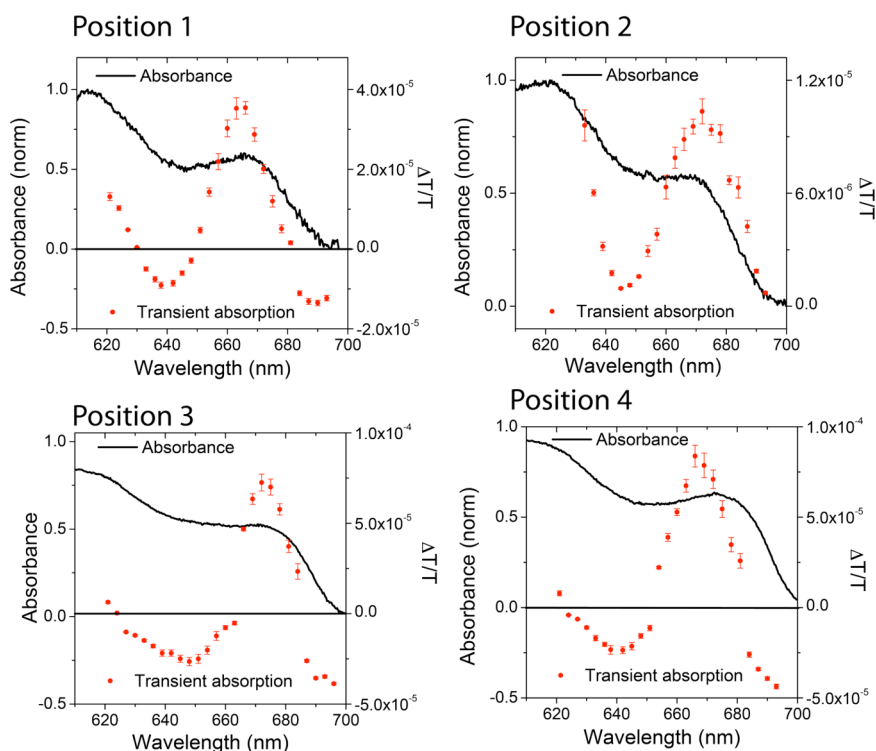 Position 1
Absorbance
Absorbance (norm)
1.0
0.5
0.0
-0.5
4.0x10⁻⁵
2.0x10⁻⁵
0.0
-2.0x10⁻⁵
ΔT/T
Transient absorption
620 640 660 680 700
Wavelength (nm)
Position 2
Absorbance
Absorbance (norm)
1.0
0.5
0.0
1.2x10⁻⁵
6.0x10⁻⁶
0.0
ΔT/T
Transient absorption
620 640 660 680 700
Wavelength (nm)
Position 3
Absorbance
Absorbance
1.0
0.5
0.0
-0.5
1.0x10⁻⁴
5.0x10⁻⁵
0.0
-5.0x10⁻⁵
ΔT/T
Transient absorption
620 640 660 680 700
Wavelength (nm)
Position 4
Absorbance
Absorbance (norm)
1.0
0.5
0.0
-0.5
1.0x10⁻⁴
5.0x10⁻⁵
0.0
-5.0x10⁻⁵
ΔT/T
Transient absorption
620 640 660 680 700
Wavelength (nm)